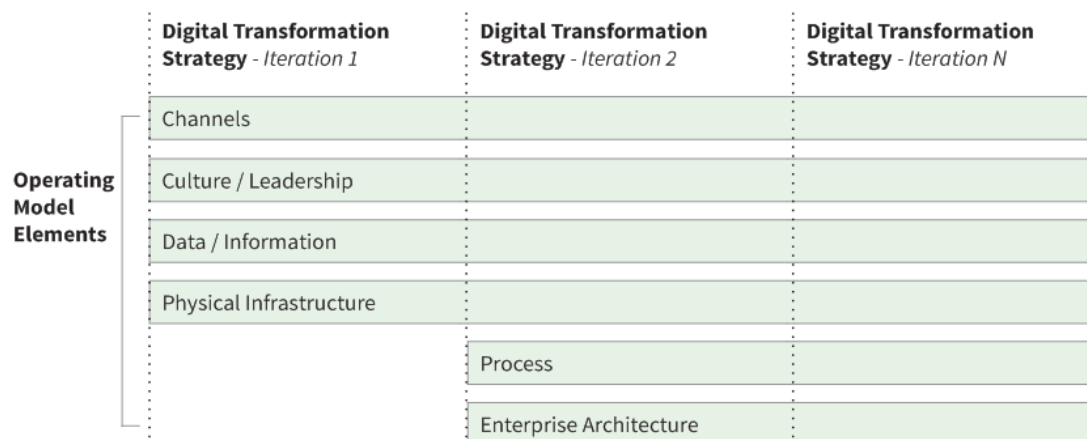 Digital Transformation
Strategy - Iteration 1
Digital Transformation
Strategy - Iteration 2
Digital Transformation
Strategy - Iteration N
Operating
Model
Elements
Channels
Culture / Leadership
Data / Information
Physical Infrastructure
Process
Enterprise Architecture